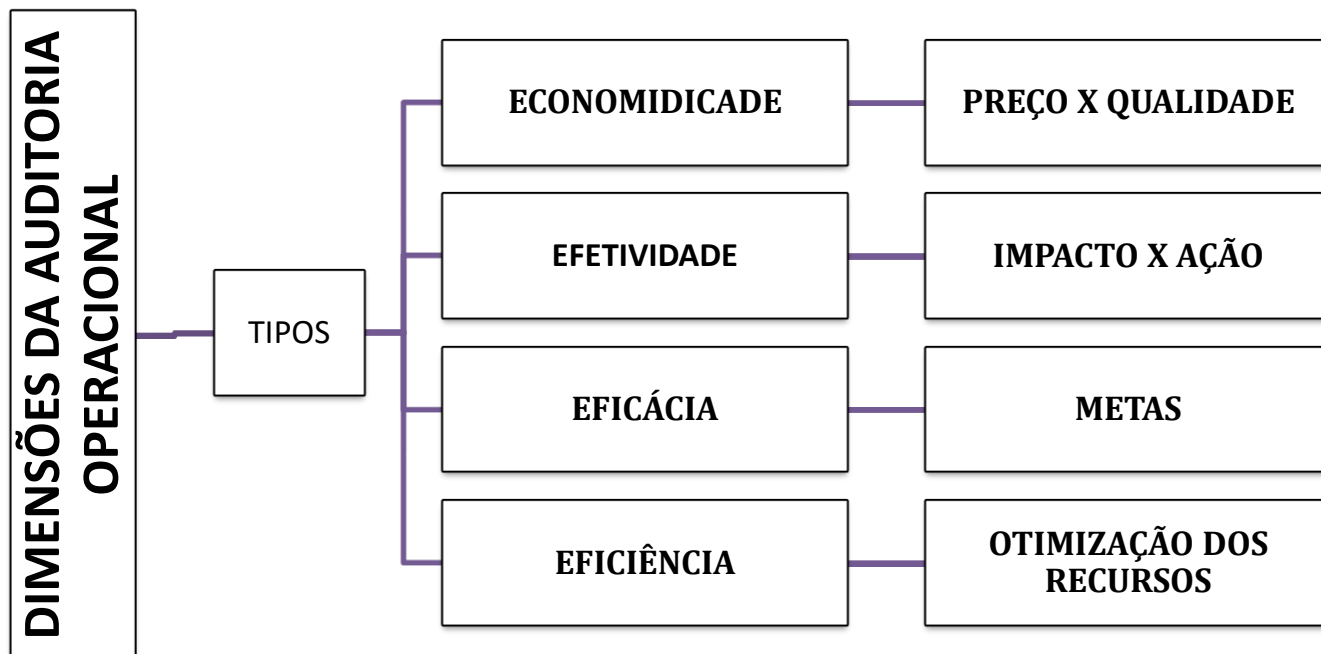 DIMENSÕES DA AUDITORIA
OPERACIONAL
TIPOS
ECONOMIDICADE
PREÇO X QUALIDADE
EFETIVIDADE
IMPACTO X AÇÃO
EFICÁCIA
METAS
EFICIÊNCIA
OTIMIZAÇÃO DOS
RECURSOS